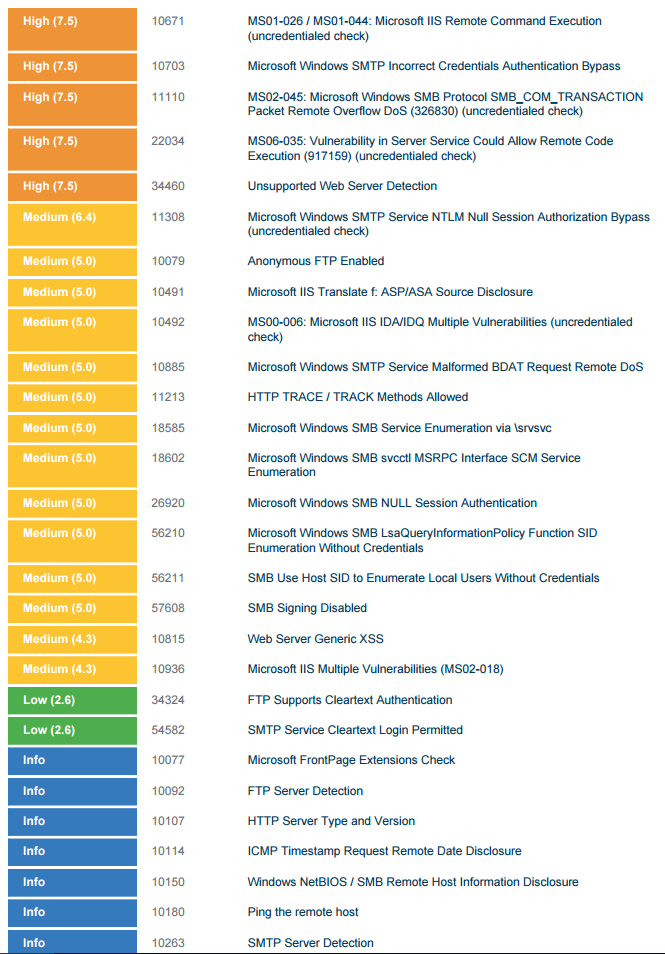 High (7.5) 10671 MS01-026 / MS01-044: Microsoft IIS Remote Command Execution
(uncredentialed check)
High (7.5) 10703 Microsoft Windows SMTP Incorrect Credentials Authentication Bypass
High (7.5) 11110 MS02-045: Microsoft Windows SMB Protocol SMB_COM_TRANSACTION
Packet Remote Overflow DoS (326830) (uncredentialed check)
High (7.5) 22034 MS06-035: Vulnerability in Server Service Could Allow Remote Code
Execution (917159) (uncredentialed check)
High (7.5) 34460 Unsupported Web Server Detection
Medium (6.4) 11308 Microsoft Windows SMTP Service NTLM Null Session Authorization Bypass
(uncredentialed check)
Medium (5.0) 10079 Anonymous FTP Enabled
Medium (5.0) 10491 Microsoft IIS Translate f: ASP/ASA Source Disclosure
Medium (5.0) 10492 MS00-006: Microsoft IIS IDA/IDQ Multiple Vulnerabilities (uncredentialed
check)
Medium (5.0) 10885 Microsoft Windows SMTP Service Malformed BDAT Request Remote DoS
Medium (5.0) 11213 HTTP TRACE / TRACK Methods Allowed
Medium (5.0) 18585 Microsoft Windows SMB Service Enumeration via \srvsvc
Medium (5.0) 18602 Microsoft Windows SMB svcctl MSRPC Interface SCM Service
Enumeration
Medium (5.0) 26920 Microsoft Windows SMB NULL Session Authentication
Medium (5.0) 56210 Microsoft Windows SMB LsaQueryInformationPolicy Function SID
Enumeration Without Credentials
Medium (5.0) 56211 SMB Use Host SID to Enumerate Local Users Without Credentials
Medium (5.0) 57608 SMB Signing Disabled
Medium (4.3) 10815 Web Server Generic XSS
Medium (4.3) 10936 Microsoft IIS Multiple Vulnerabilities (MS02-018)
Low (2.6) 34324 FTP Supports Cleartext Authentication
Low (2.6) 54582 SMTP Service Cleartext Login Permitted
Info 10077 Microsoft FrontPage Extensions Check
Info 10092 FTP Server Detection
Info 10107 HTTP Server Type and Version
Info 10114 ICMP Timestamp Request Remote Date Disclosure
Info 10150 Windows NetBIOS / SMB Remote Host Information Disclosure
Info 10180 Ping the remote host
Info 10263 SMTP Server Detection